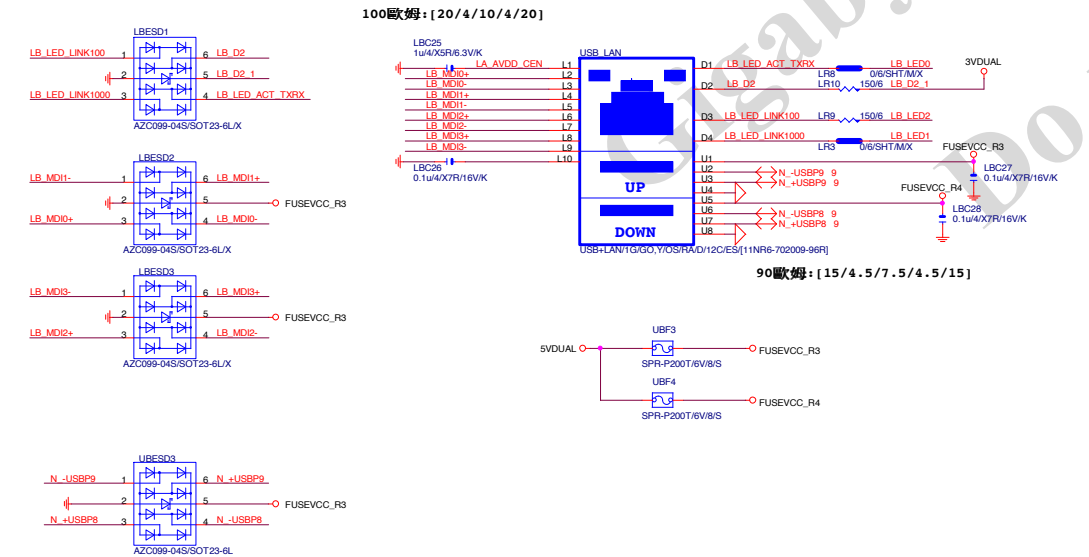 100歐姆:[20/4/10/4/20]
LBESD1
LB_LED_LINK100 1 6 LB_D2
2 5 LB_D2_1
LB_LED_LINK1000 3 4 LB_LED_ACT_TXRX
AZC099-04S/SOT23-6L/X
LBESD2
LB_MDI1- 1 6 LB_MDI1+
2 5 FUSEVCC_R3
LB_MDI0+ 3 4 LB_MDI0-
AZC099-04S/SOT23-6L/X
LBESD3
LB_MDI3- 1 6 LB_MDI3+
2 5 FUSEVCC_R3
LB_MDI2+ 3 4 LB_MDI2-
AZC099-04S/SOT23-6L/X
UBESD3
N_-USBP9 1 6 N_+USBP9
2 5 FUSEVCC_R3
N_+USBP8 3 4 N_-USBP8
AZC099-04S/SOT23-6L
LBC25
1u/4/X5R/6.3V/K
USB_LAN
LA_AVDD_CEN L1
LB_MDI0+ L2
LB_MDI0- L3
LB_MDI1+ L4
LB_MDI1- L5
LB_MDI2+ L6
LB_MDI2- L7
LB_MDI3+ L8
LB_MDI3- L9
L10
LBC26
0.1u/4/X7R/16V/K
UP
DOWN
USB+LAN/1G/GO,Y/OS/RA/D/12C/ES/[11NR6-702009-96R]
D1 LB_LED_ACT_TXRX LR8 0/6/SHT/M/X LB_LED0
3VDUAL
D2 LB_D2 LR10 150/6 LB_D2_1
D3 LB_LED_LINK100 LR9 150/6 LB_LED2
D4 LB_LED_LINK1000 LR3 0/6/SHT/M/X LB_LED1
U1 FUSEVCC_R3
U2 N_-USBP9 9
U3 N_+USBP9 9
U4
U5 FUSEVCC_R4
U6 N_-USBP8 9
U7 N_+USBP8 9
U8
LBC27
0.1u/4/X7R/16V/K
LBC28
0.1u/4/X7R/16V/K
90歐姆:[15/4.5/7.5/4.5/15]
UBF3
5VDUAL FUSEVCC_R3
SPR-P200T/6V/8/S
UBF4
FUSEVCC_R4
SPR-P200T/6V/8/S
Gigaby
Do